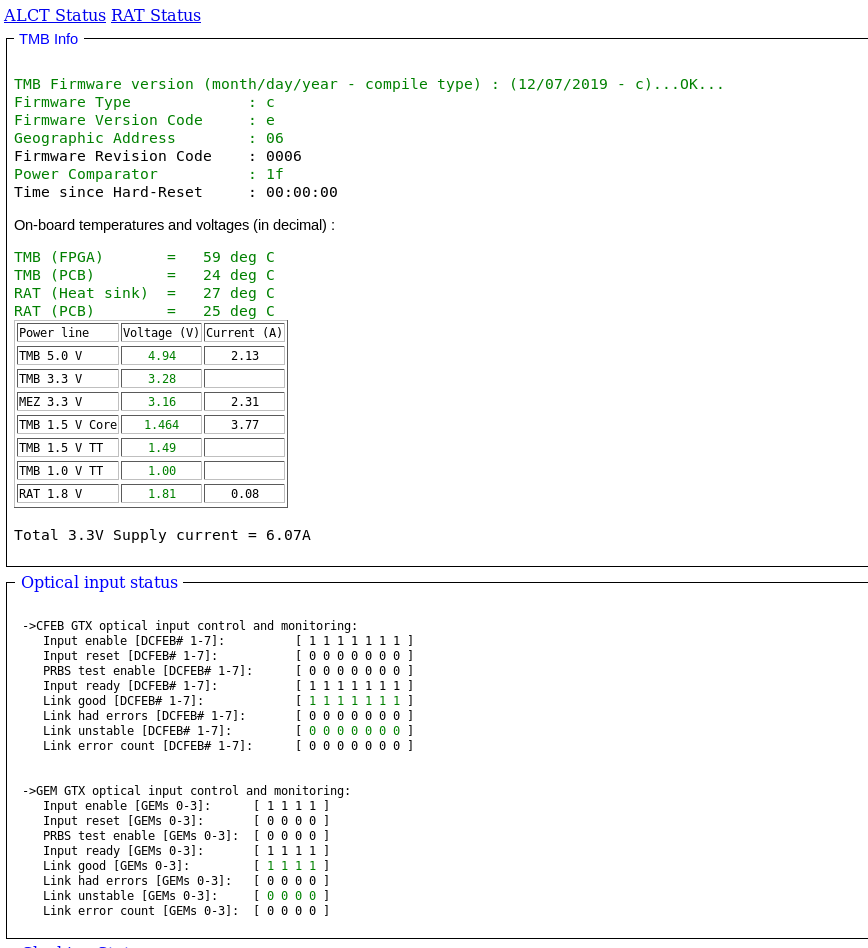 ALCT Status RAT Status
TMB Info
TMB Firmware version (month/day/year - compile type) : (12/07/2019 - c)...OK...
Firmware Type             : c
Firmware Version Code     : e
Geographic Address        : 06
Firmware Revision Code    : 0006
Power Comparator          : 1f
Time since Hard-Reset     : 00:00:00
On-board temperatures and voltages (in decimal) :
TMB (FPGA)       =   59 deg C
TMB (PCB)        =   24 deg C
RAT (Heat sink)  =   27 deg C
RAT (PCB)        =   25 deg C
Power line Voltage (V) Current (A)
TMB 5.0 V 4.94 2.13
TMB 3.3 V 3.28
MEZ 3.3 V 3.16 2.31
TMB 1.5 V Core 1.464 3.77
TMB 1.5 V TT 1.49
TMB 1.0 V TT 1.00
RAT 1.8 V 1.81 0.08
Total 3.3V Supply current = 6.07A
Optical input status
->CFEB GTX optical input control and monitoring:
Input enable [DCFEB# 1-7]:          [ 1 1 1 1 1 1 1 ]
Input reset [DCFEB# 1-7]:           [ 0 0 0 0 0 0 0 ]
PRBS test enable [DCFEB# 1-7]:      [ 0 0 0 0 0 0 0 ]
Input ready [DCFEB# 1-7]:           [ 1 1 1 1 1 1 1 ]
Link good [DCFEB# 1-7]:             [ 1 1 1 1 1 1 1 ]
Link had errors [DCFEB# 1-7]:       [ 0 0 0 0 0 0 0 ]
Link unstable [DCFEB# 1-7]:         [ 0 0 0 0 0 0 0 ]
Link error count [DCFEB# 1-7]:      [ 0 0 0 0 0 0 0 ]
->GEM GTX optical input control and monitoring:
Input enable [GEMs 0-3]:      [ 1 1 1 1 ]
Input reset [GEMs 0-3]:       [ 0 0 0 0 ]
PRBS test enable [GEMs 0-3]:  [ 0 0 0 0 ]
Input ready [GEMs 0-3]:       [ 1 1 1 1 ]
Link good [GEMs 0-3]:         [ 1 1 1 1 ]
Link had errors [GEMs 0-3]:   [ 0 0 0 0 ]
Link unstable [GEMs 0-3]:     [ 0 0 0 0 ]
Link error count [GEMs 0-3]:  [ 0 0 0 0 ]